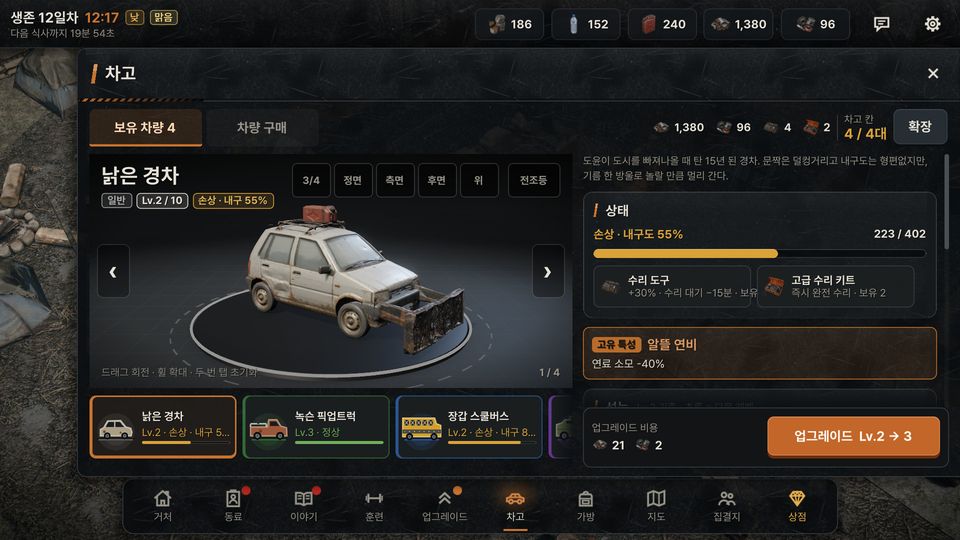 생존 12일차 12:17 낮 맑음
다음 식사까지 19분 54초
186 152 240 1,380 96
차고
보유 차량 4 차량 구매
1,380 96 4 2 차고 칸 4 / 4대 확장
낡은 경차
일반 Lv.2 / 10 손상 · 내구 55%
3/4 정면 측면 후면 위 전조등
드래그 회전 · 휠 확대 · 두 번 탭 초기화
1 / 4
도윤이 도시를 빠져나올 때 탄 15년 된 경차. 문짝은 덜컹거리고 내구도는 형편없지만,
기름 한 방울로 놀랄 만큼 멀리 간다.
상태
손상 · 내구도 55% 223 / 402
수리 도구
+30% · 수리 대기 −15분 · 보유
고급 수리 키트
즉시 완전 수리 · 보유 2
고유 특성 알뜰 연비
연료 소모 -40%
낡은 경차
Lv.2 · 손상 · 내구 5...
녹슨 픽업트럭
Lv.3 · 정상
장갑 스쿨버스
Lv.2 · 손상 · 내구 8...
업그레이드 비용
21 2
업그레이드 Lv.2 → 3
거처 동료 이야기 훈련 업그레이드 차고 가방 지도 집결지 상점